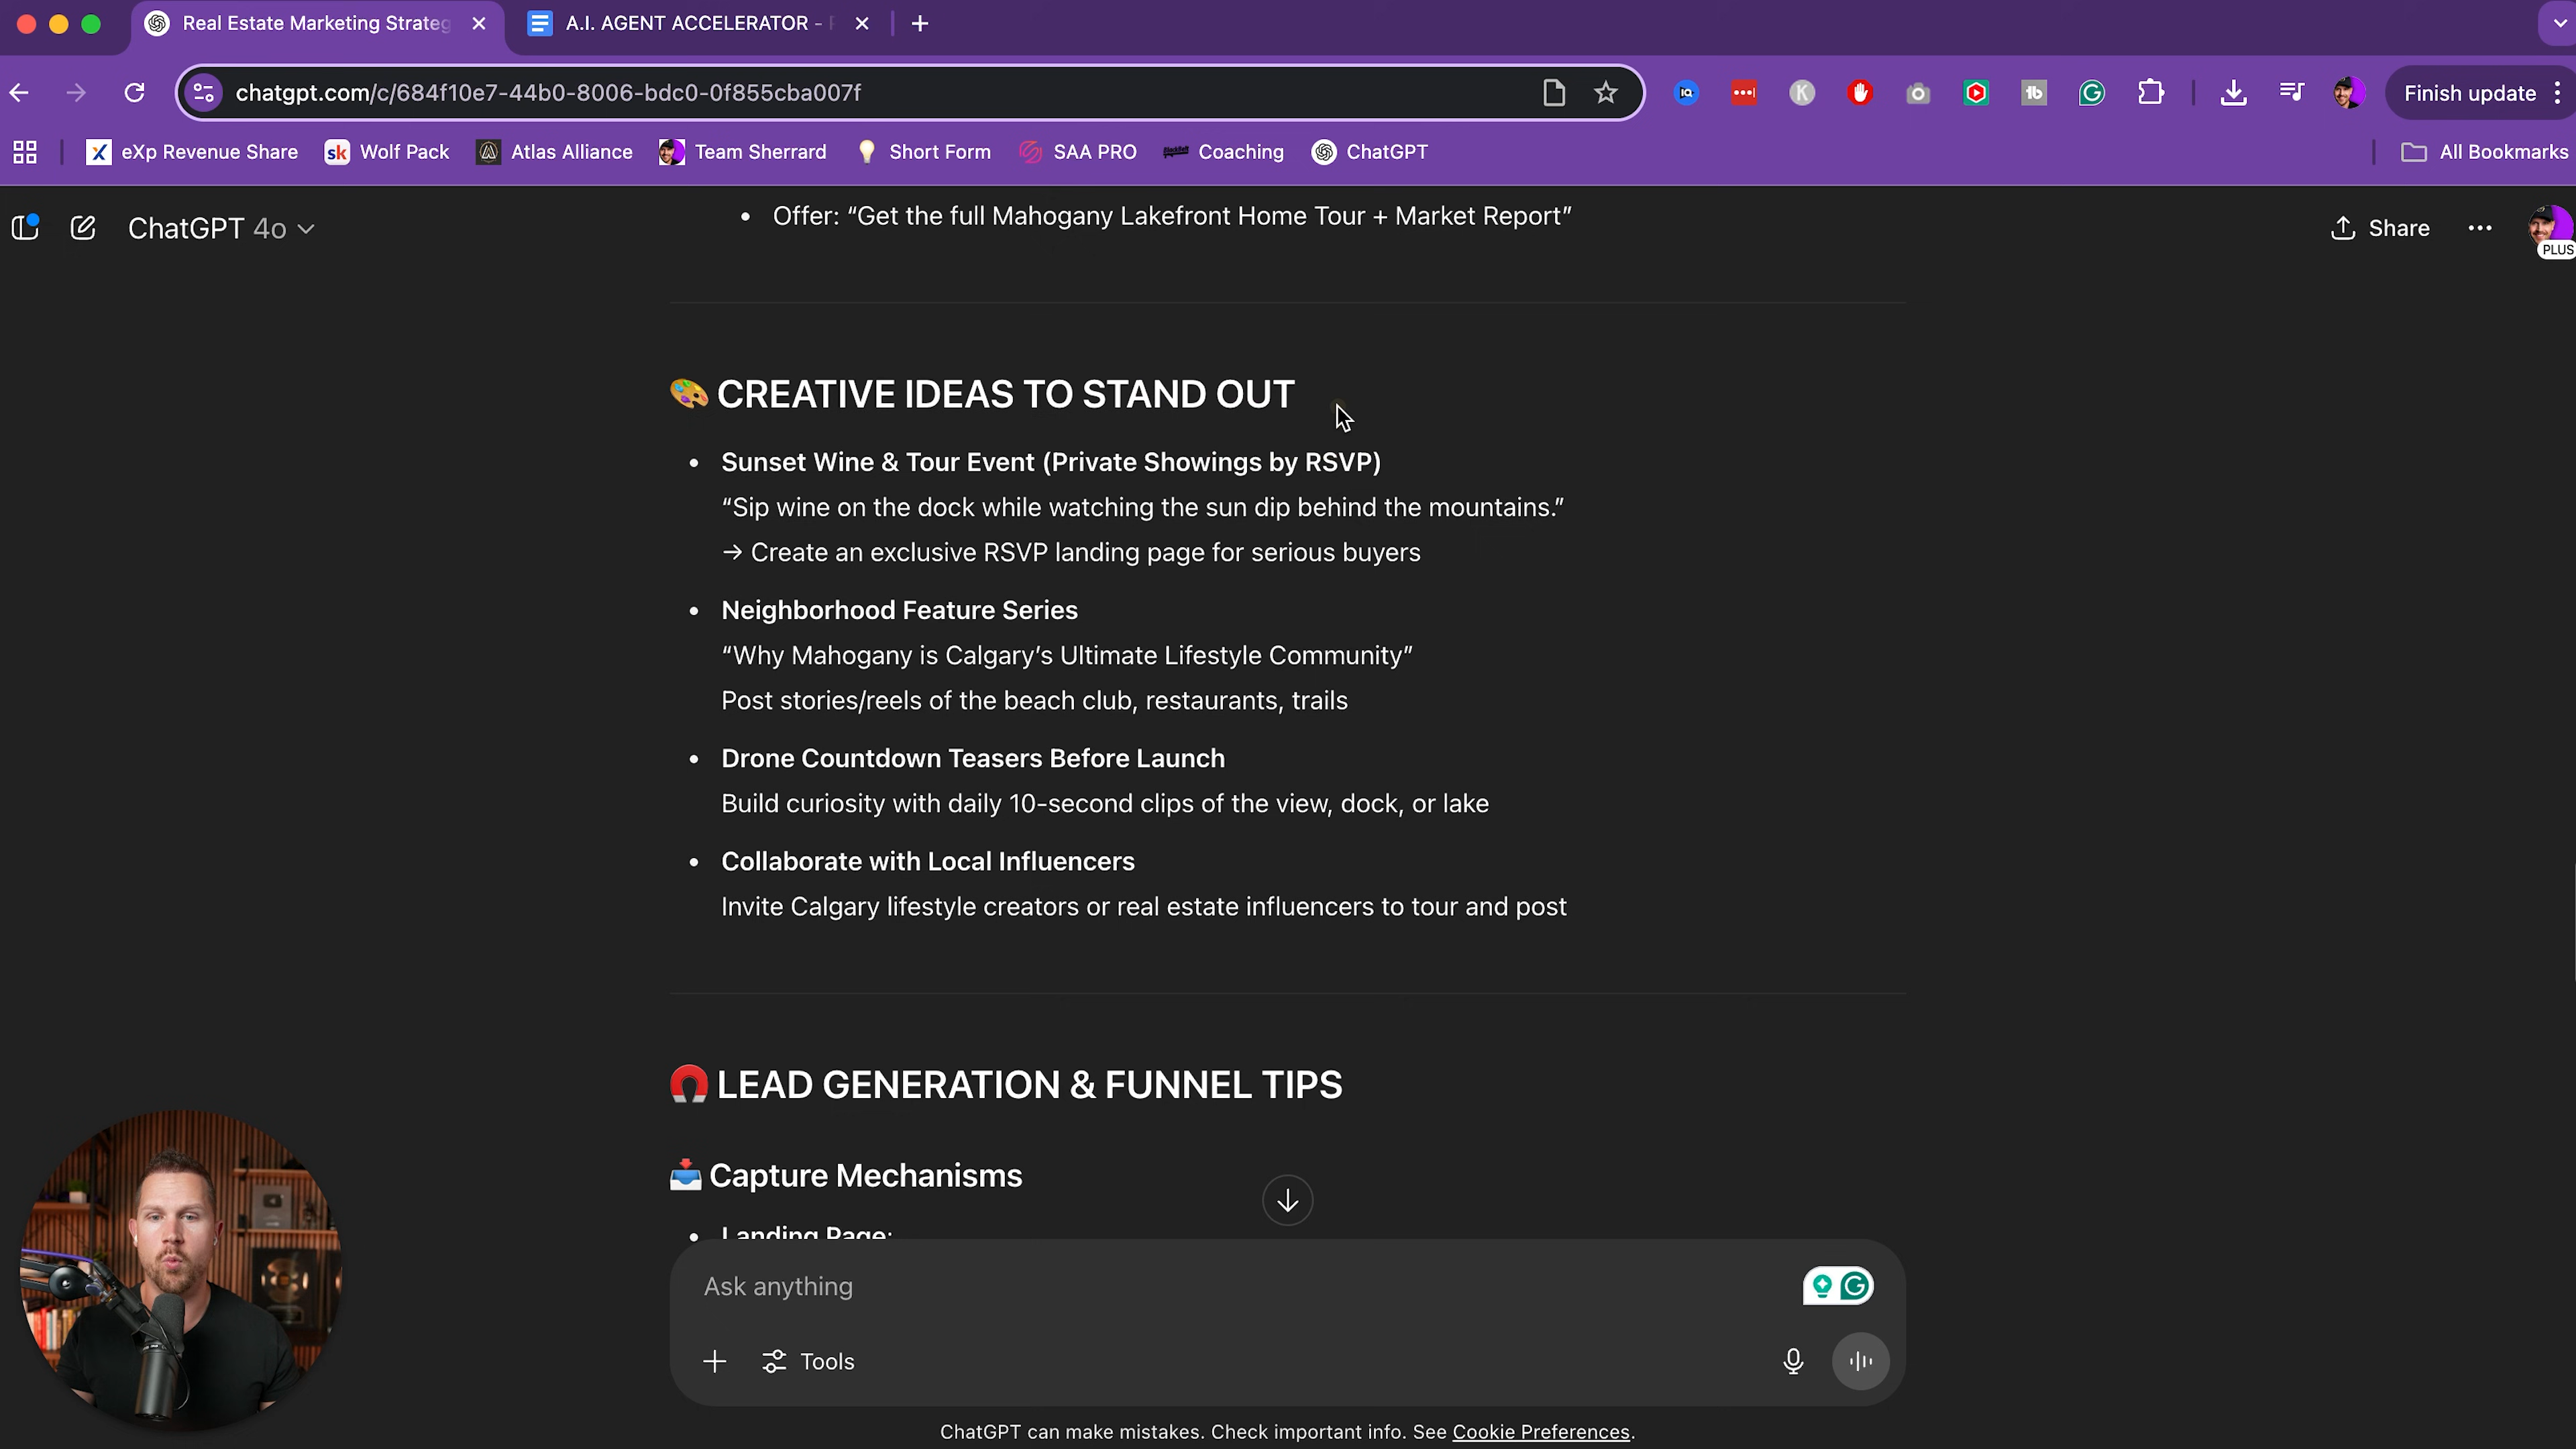 Real Estate Marketing Strateg
A.I. AGENT ACCELERATOR -
chatgpt.com/c/684f10e7-44b0-8006-bdc0-0f855cba007f
IQ
K
tb
G
Finish update
X eXp Revenue Share
sk Wolf Pack
Atlas Alliance
Team Sherrard
Short Form
SAA PRO
Coaching
ChatGPT
All Bookmarks
ChatGPT 4o
Share
PLUS
• Offer: “Get the full Mahogany Lakefront Home Tour + Market Report”
CREATIVE IDEAS TO STAND OUT
• Sunset Wine & Tour Event (Private Showings by RSVP)
“Sip wine on the dock while watching the sun dip behind the mountains.”
→ Create an exclusive RSVP landing page for serious buyers
• Neighborhood Feature Series
“Why Mahogany is Calgary’s Ultimate Lifestyle Community”
Post stories/reels of the beach club, restaurants, trails
• Drone Countdown Teasers Before Launch
Build curiosity with daily 10-second clips of the view, dock, or lake
• Collaborate with Local Influencers
Invite Calgary lifestyle creators or real estate influencers to tour and post
LEAD GENERATION & FUNNEL TIPS
Capture Mechanisms
• Landing Page:
Ask anything
G
Tools
ChatGPT can make mistakes. Check important info. See Cookie Preferences.